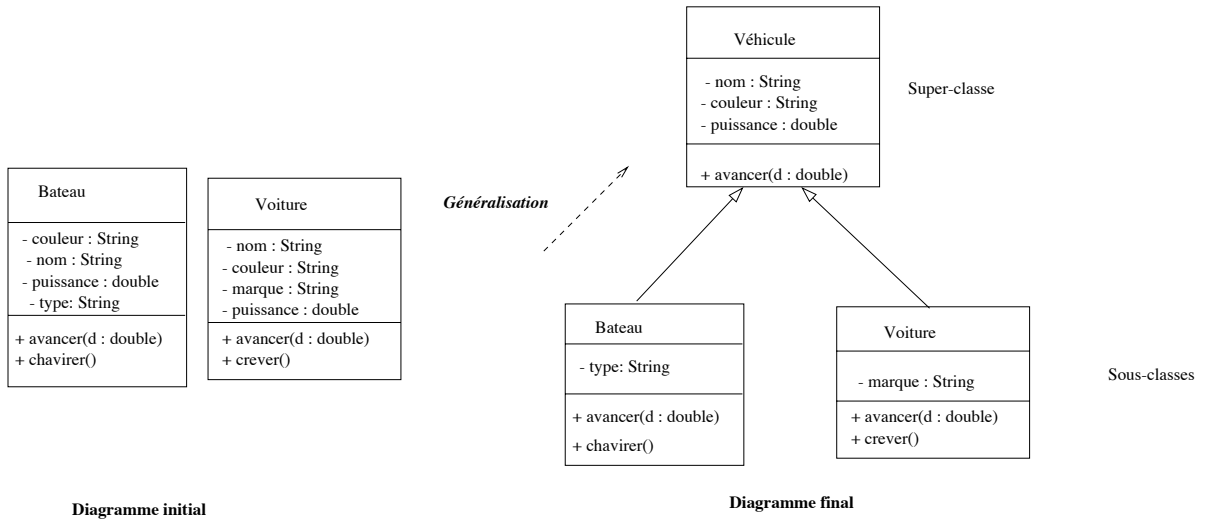 Bateau
- couleur : String
- nom : String
- puissance : double
- type: String
+ avancer(d : double)
+ chavirer()
Voiture
- nom : String
- couleur : String
- marque : String
- puissance : double
+ avancer(d : double)
+ crever()
Diagramme initial
Généralisation
Véhicule
- nom : String
- couleur : String
- puissance : double
+ avancer(d : double)
Super-classe
Bateau
- type: String
+ avancer(d : double)
+ chavirer()
Voiture
- marque : String
+ avancer(d : double)
+ crever()
Sous-classes
Diagramme final